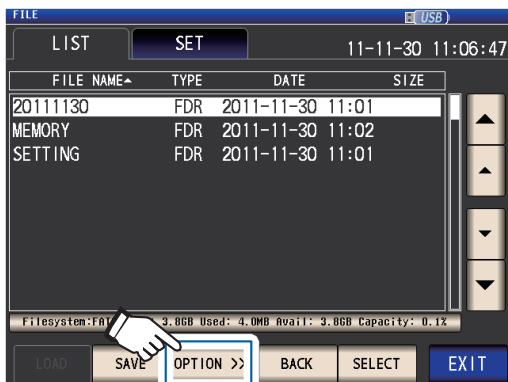 FILE USB
LIST SET 11-11-30 11:06:47
FILE NAME▲ TYPE DATE SIZE
20111130 FDR 2011-11-30 11:01
MEMORY FDR 2011-11-30 11:02
SETTING FDR 2011-11-30 11:01
Filesystem:FAT 3.8GB Used: 4.0MB Avail: 3.8GB Capacity: 0.1%
LOAD SAVE OPTION >> BACK SELECT EXIT